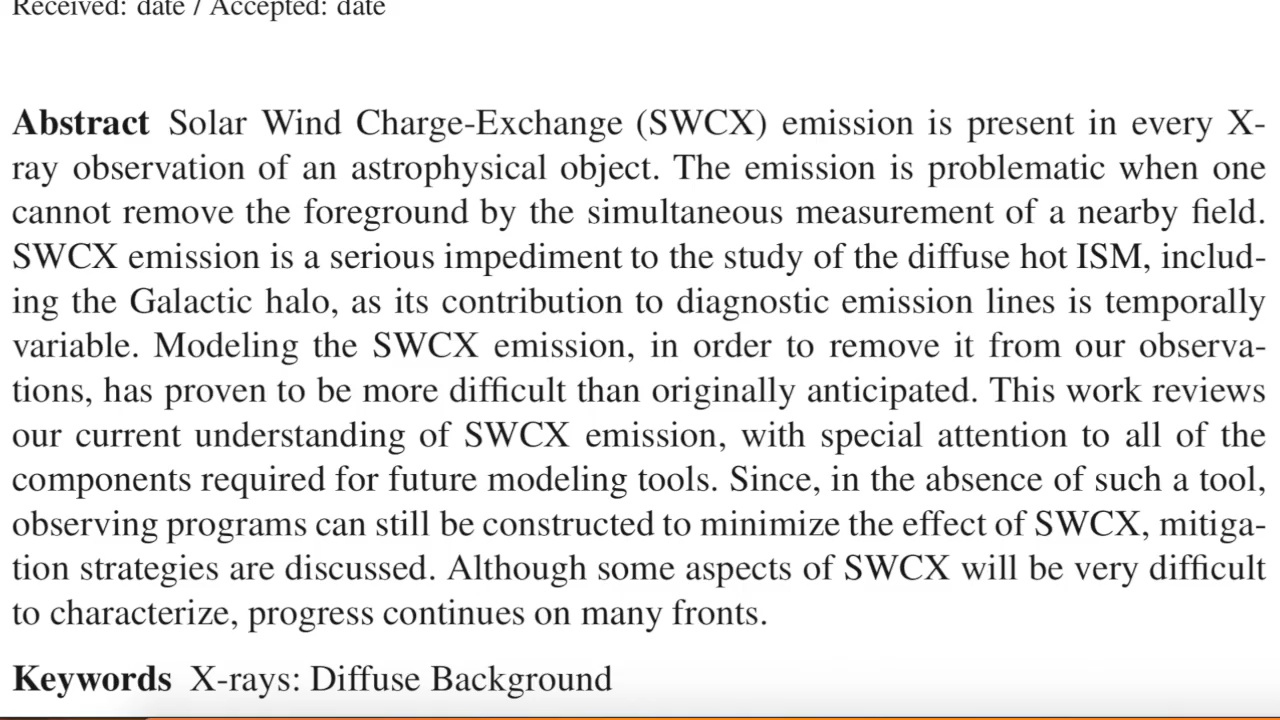 Received: date / Accepted: date
Abstract Solar Wind Charge-Exchange (SWCX) emission is present in every X-
ray observation of an astrophysical object. The emission is problematic when one
cannot remove the foreground by the simultaneous measurement of a nearby field.
SWCX emission is a serious impediment to the study of the diffuse hot ISM, includ-
ing the Galactic halo, as its contribution to diagnostic emission lines is temporally
variable. Modeling the SWCX emission, in order to remove it from our observa-
tions, has proven to be more difficult than originally anticipated. This work reviews
our current understanding of SWCX emission, with special attention to all of the
components required for future modeling tools. Since, in the absence of such a tool,
observing programs can still be constructed to minimize the effect of SWCX, mitiga-
tion strategies are discussed. Although some aspects of SWCX will be very difficult
to characterize, progress continues on many fronts.
Keywords X-rays: Diffuse Background